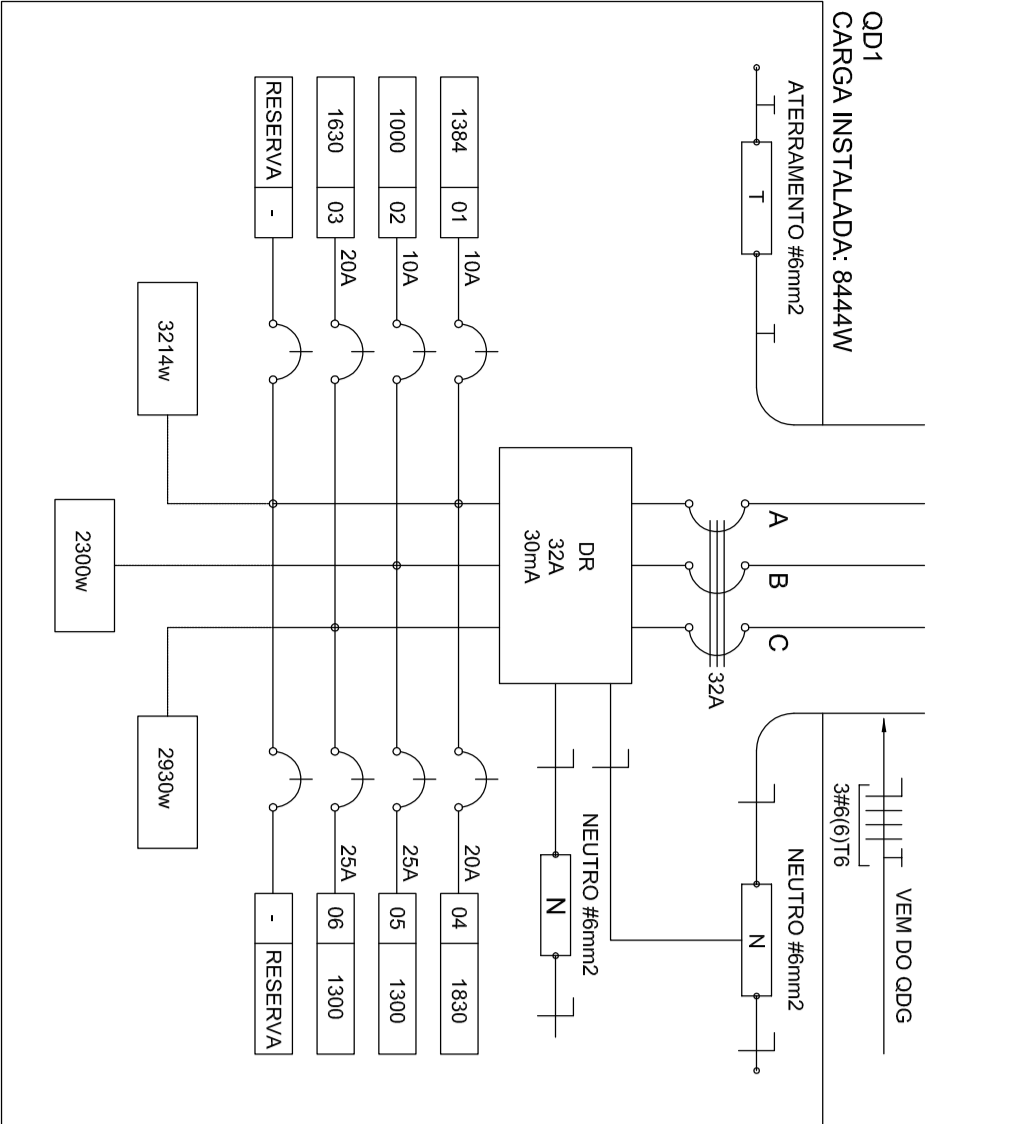 QD1
CARGA INSTALADA: 8444W
VEM DO QDG
3#6(6)T6
ATERRAMENTO #6mm2
T
A
B
C
32A
NEUTRO #6mm2
N
DR
32A
30mA
NEUTRO #6mm2
N
1384
01
10A
20A
04
1830
1000
02
10A
25A
05
1300
1630
03
20A
25A
06
1300
RESERVA
-
-
RESERVA
3214w
2300w
2930w